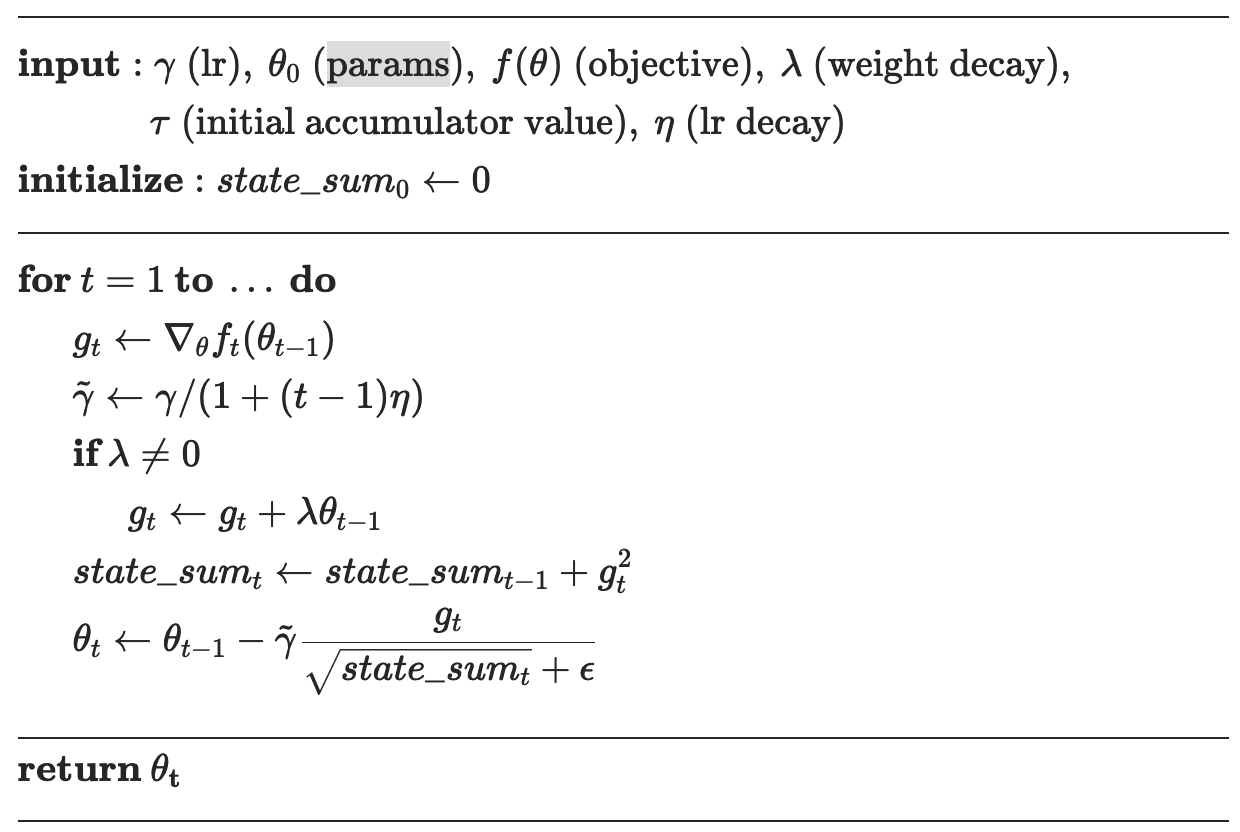 input : γ (lr), θ₀ (params), f(θ) (objective), λ (weight decay),
τ (initial accumulator value), η (lr decay)
initialize : state_sum₀ ← 0
for t = 1 to … do
gₜ ← ∇_θ fₜ(θₜ₋₁)
γ̃ ← γ/(1 + (t − 1)η)
if λ ≠ 0
gₜ ← gₜ + λθₜ₋₁
state_sumₜ ← state_sumₜ₋₁ + gₜ²
θₜ ← θₜ₋₁ − γ̃ gₜ / (√state_sumₜ + ϵ)
return θₜ